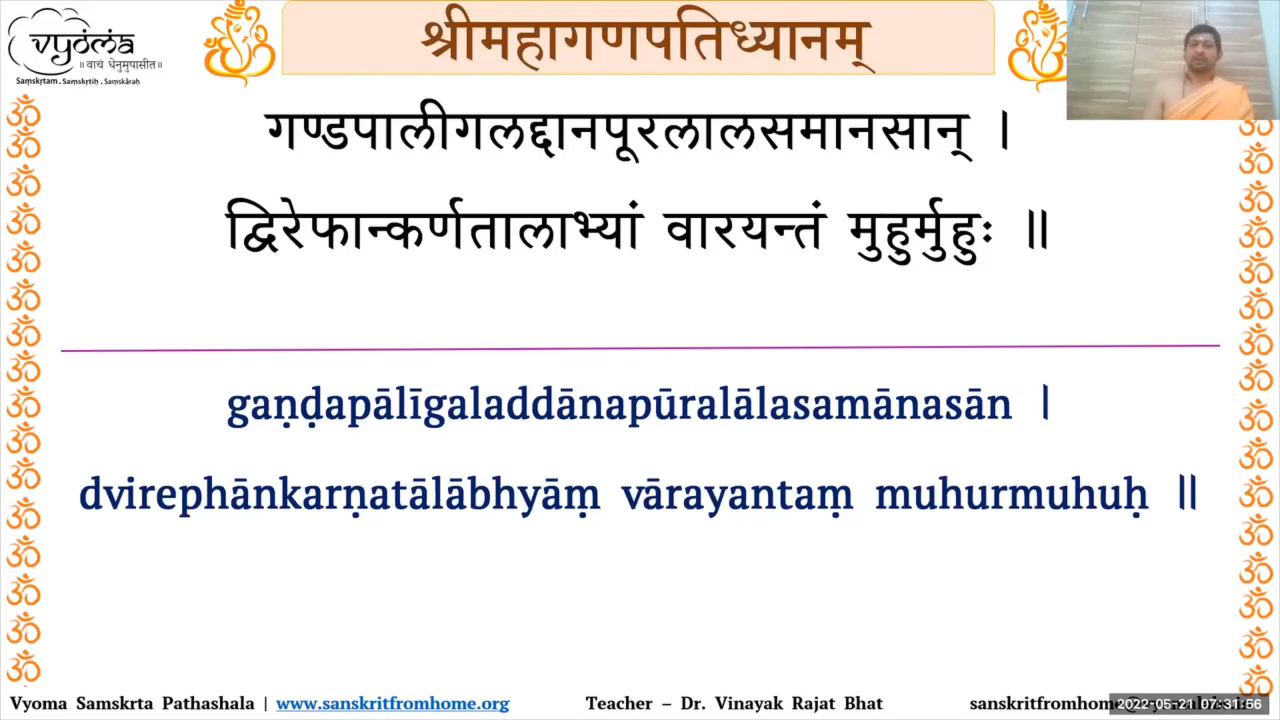 vyoma
॥ वाचं धेनुमुपासीत॥
Saṃskṛtam . Saṃskṛtiḥ . Saṃskārāḥ
श्रीमहागणपतिध्यानम्
गण्डपालीगलद्दानपूरलालसमानसान् ।
द्विरेफान्कर्णतालाभ्यां वारयन्तं मुहुर्मुहुः ॥
gaṇḍapālīgaladdānapūralālasamānasān |
dvirephānkarṇatālābhyāṃ vārayantaṃ muhurmuhuḥ ||
Vyoma Samskrta Pathashala | www.sanskritfromhome.org Teacher – Dr. Vinayak Rajat Bhat
2022-05-21 07:31:56